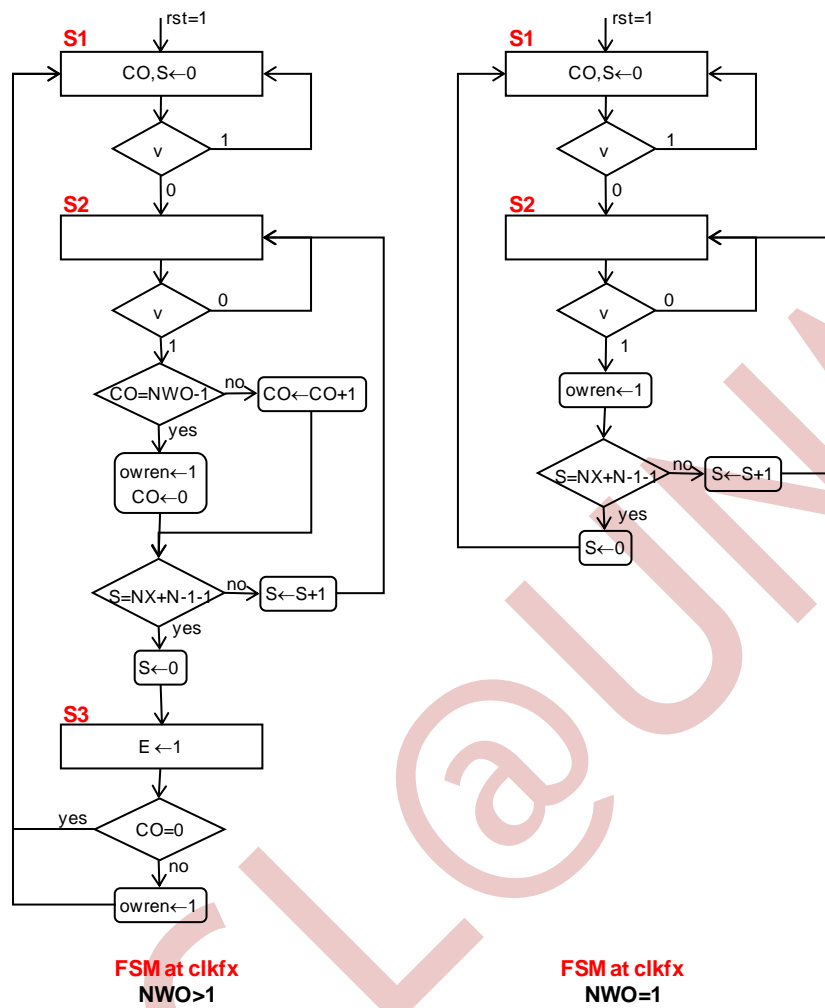 rst=1
S1
CO,S←0
v
1
0
S2
v
0
1
CO=NWO-1
no
CO←CO+1
yes
owren←1
CO←0
S=NX+N-1-1
no
S←S+1
yes
S←0
S3
E ←1
yes
CO=0
no
owren←1
FSM at clkfx
NWO>1
rst=1
S1
CO,S←0
v
1
0
S2
v
0
1
owren←1
S=NX+N-1-1
no
S←S+1
yes
S←0
FSM at clkfx
NWO=1
CL@UN